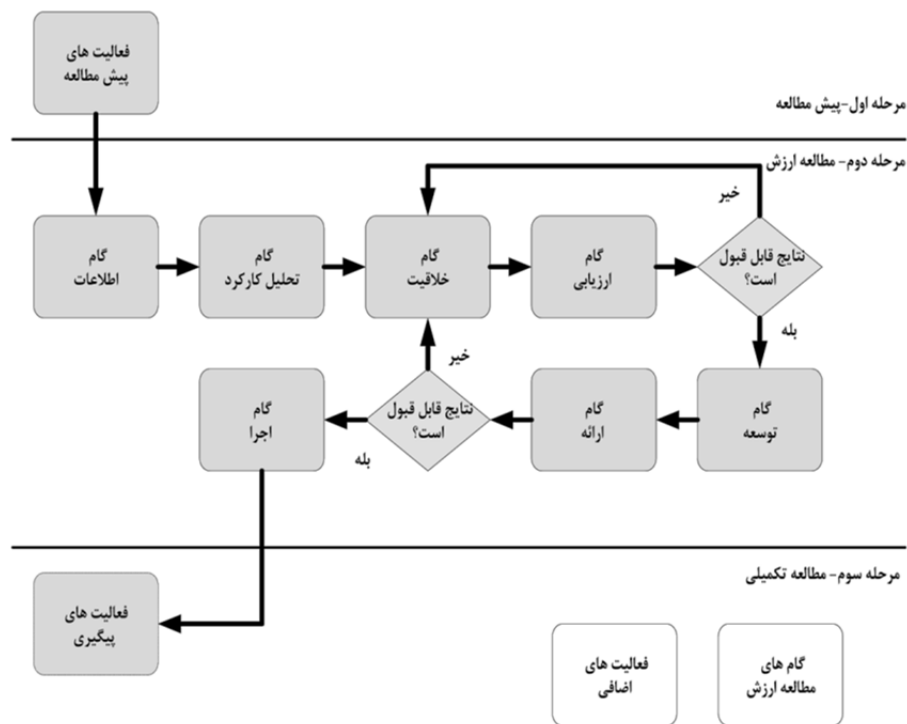 فعالیت های
پیش مطالعه
مرحله اول-پیش مطالعه
مرحله دوم- مطالعه ارزش
خیر
گام
اطلاعات
گام
تحلیل کارکرد
گام
خلاقیت
گام
ارزیابی
نتایج قابل قبول
است؟
بله
گام
توسعه
گام
ارائه
خیر
نتایج قابل قبول
است؟
بله
گام
اجرا
مرحله سوم- مطالعه تکمیلی
فعالیت های
پیگیری
گام های
مطالعه ارزش
فعالیت های
اضافی